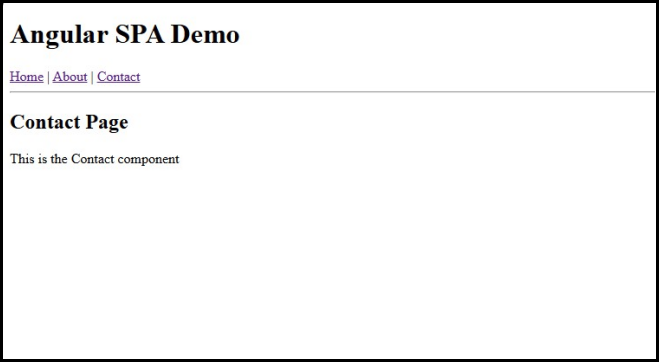 Angular SPA Demo
Home | About | Contact
Contact Page
This is the Contact component